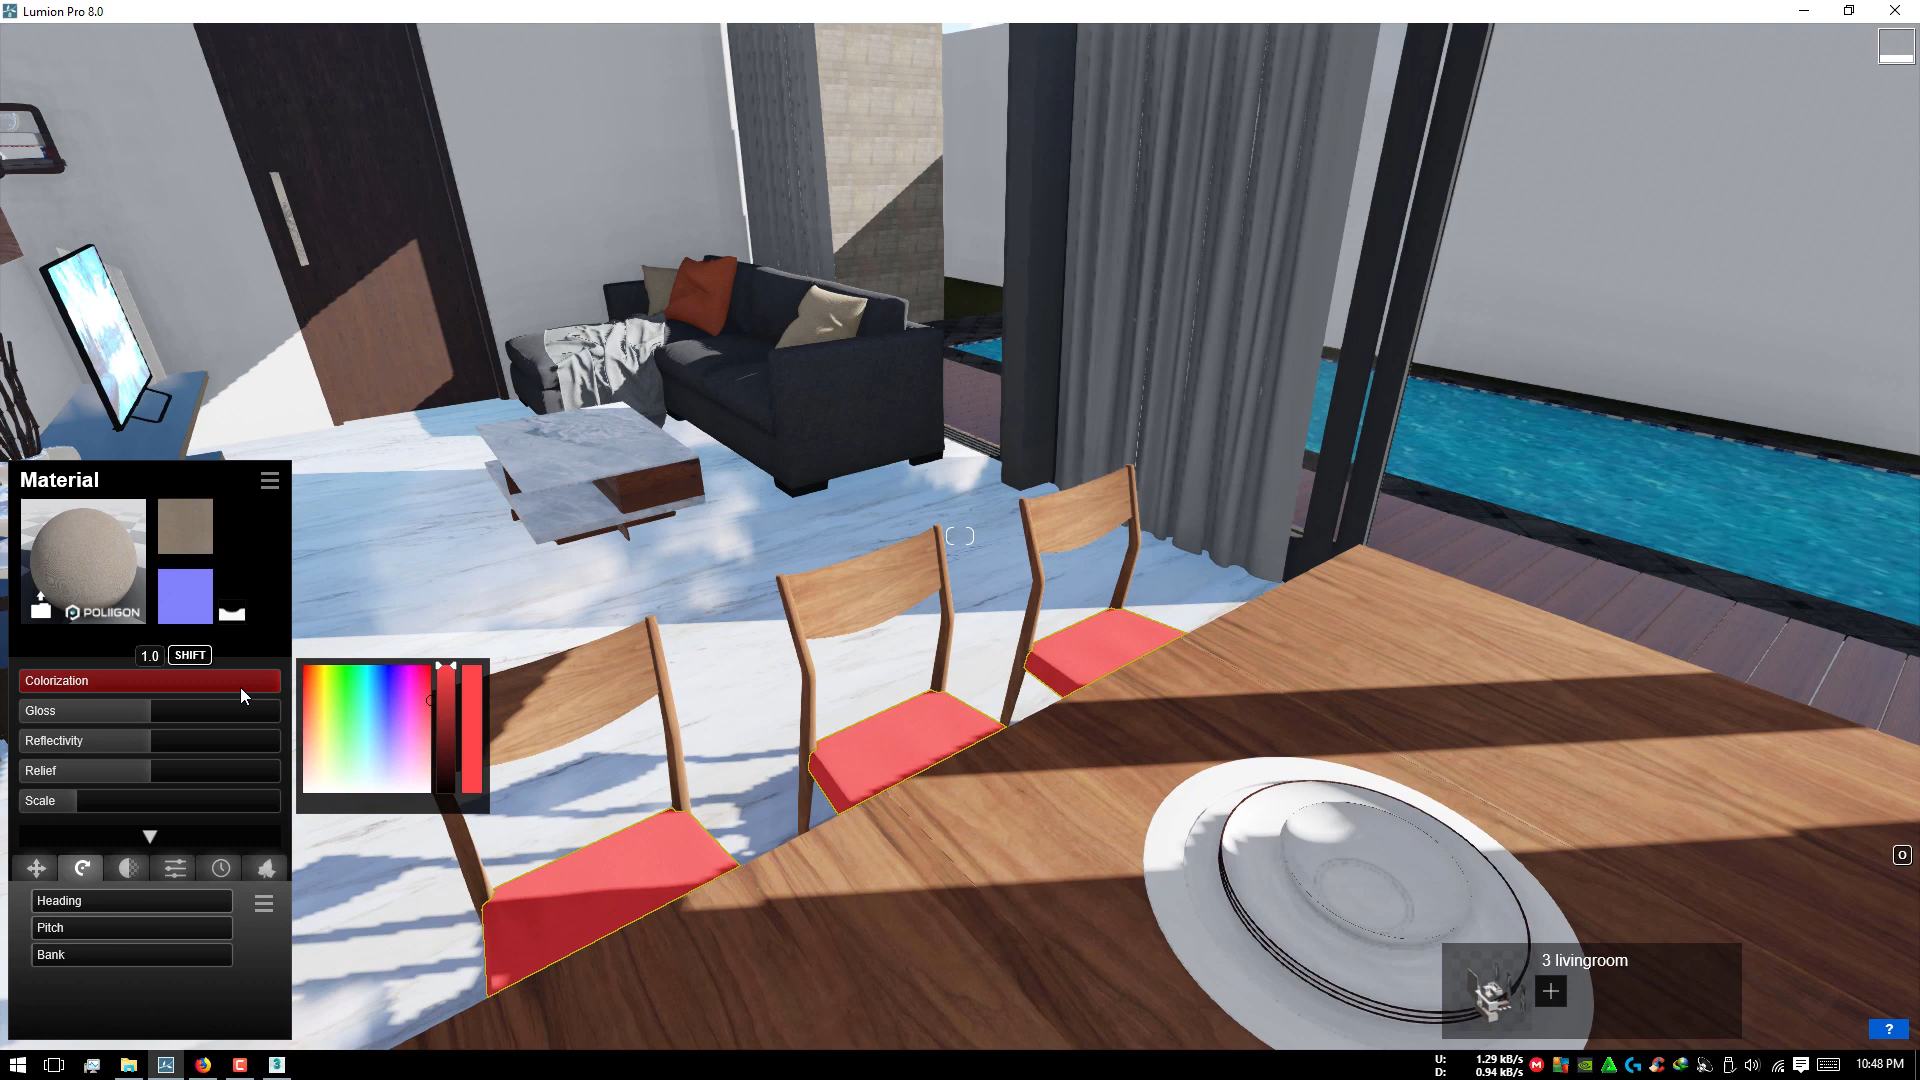 Lumion Pro 8.0
Material
POLIIGON
1.0 SHIFT
Colorization
Gloss
Reflectivity
Relief
Scale
Heading
Pitch
Bank
O
3 livingroom
+
?
U: 1.29 kB/s
D: 0.94 kB/s
10:48 PM